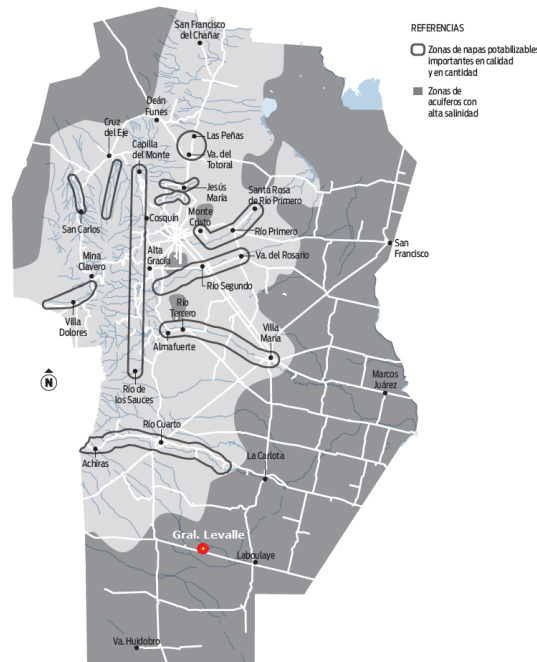 San Francisco
del Chañar
REFERENCIAS
Zonas de napas potabilizables
importantes en calidad
y en cantidad
Zonas de
acuíferos con
alta salinidad
Deán
Funes
Cruz
del Eje
Las Peñas
Capilla
del Monte
Va. del
Totoral
Jesús
María
Santa Rosa
de Río Primero
Monte
Cristo
Cosquín
San Carlos
Río Primero
San
Francisco
Mina
Clavero
Alta
Gracia
Va. del Rosario
Río Segundo
Villa
Dolores
Río
Tercero
Villa
María
Almafuerte
N
Marcos
Juárez
Río de
los Sauces
Río Cuarto
Achiras
La Carlota
Gral. Levalle
Laboulaye
Va. Huidobro